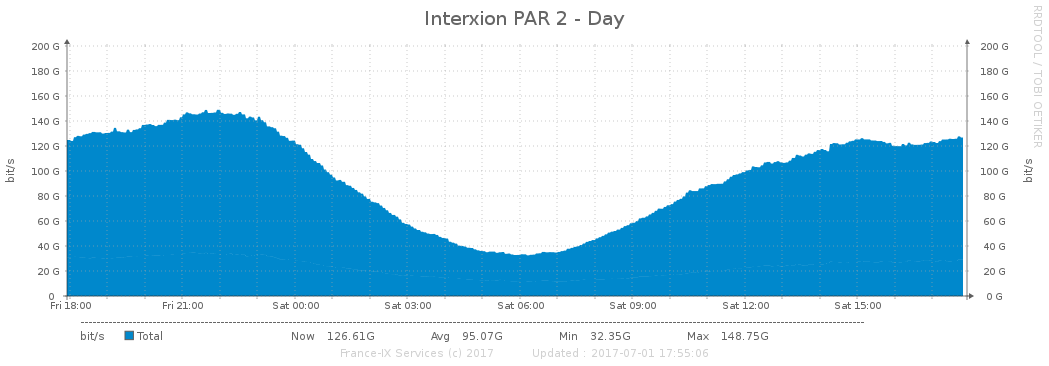 Interxion PAR 2 - Day
RRDTOOL / TOBI OETIKER
bit/s
200 G 200 G
180 G 180 G
160 G 160 G
140 G 140 G
120 G 120 G
100 G 100 G
80 G 80 G
60 G 60 G
40 G 40 G
20 G 20 G
0 0 G
bit/s
Fri 18:00 Fri 21:00 Sat 00:00 Sat 03:00 Sat 06:00 Sat 09:00 Sat 12:00 Sat 15:00
bit/s Total Now 126.61G Avg 95.07G Min 32.35G Max 148.75G
France-IX Services (c) 2017 Updated : 2017-07-01 17:55:06